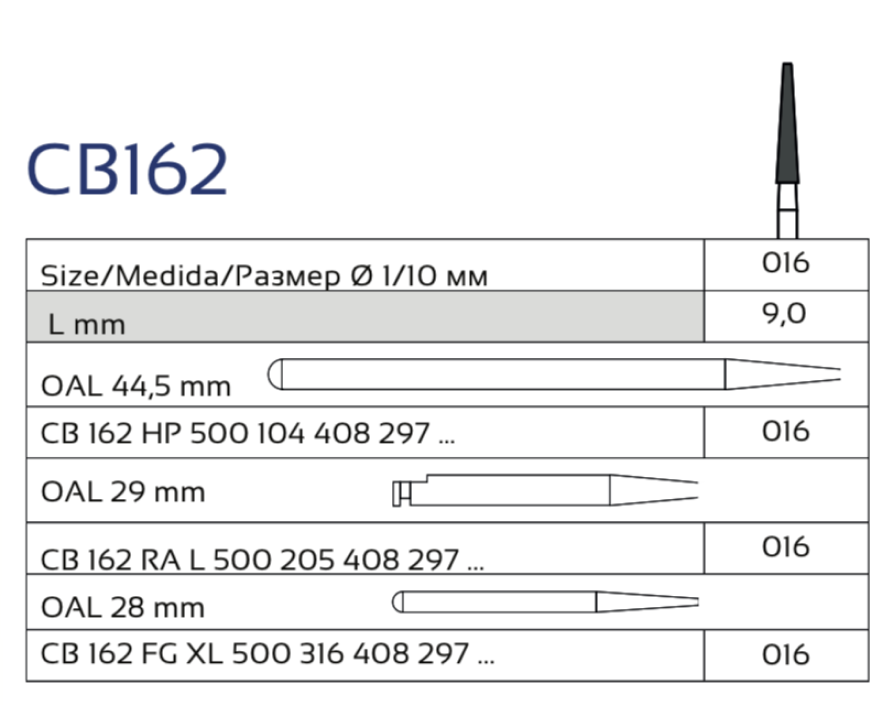 CB162
Size/Medida/Размер Ø 1/10 мм 016
L mm 9,0
OAL 44,5 mm
CB 162 HP 500 104 408 297 ... 016
OAL 29 mm
CB 162 RA L 500 205 408 297 ... 016
OAL 28 mm
CB 162 FG XL 500 316 408 297 ... 016